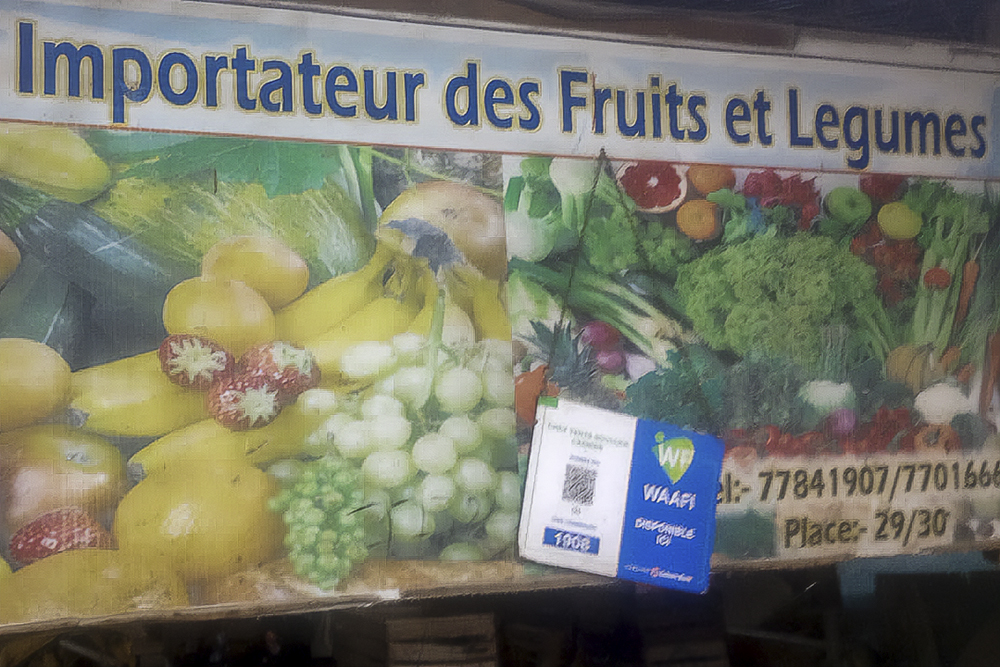 Importateur des Fruits et Legumes
el:- 77841907/7701666
Place:- 29/30
WAAFI
DISPONIBLE
ICI
1908